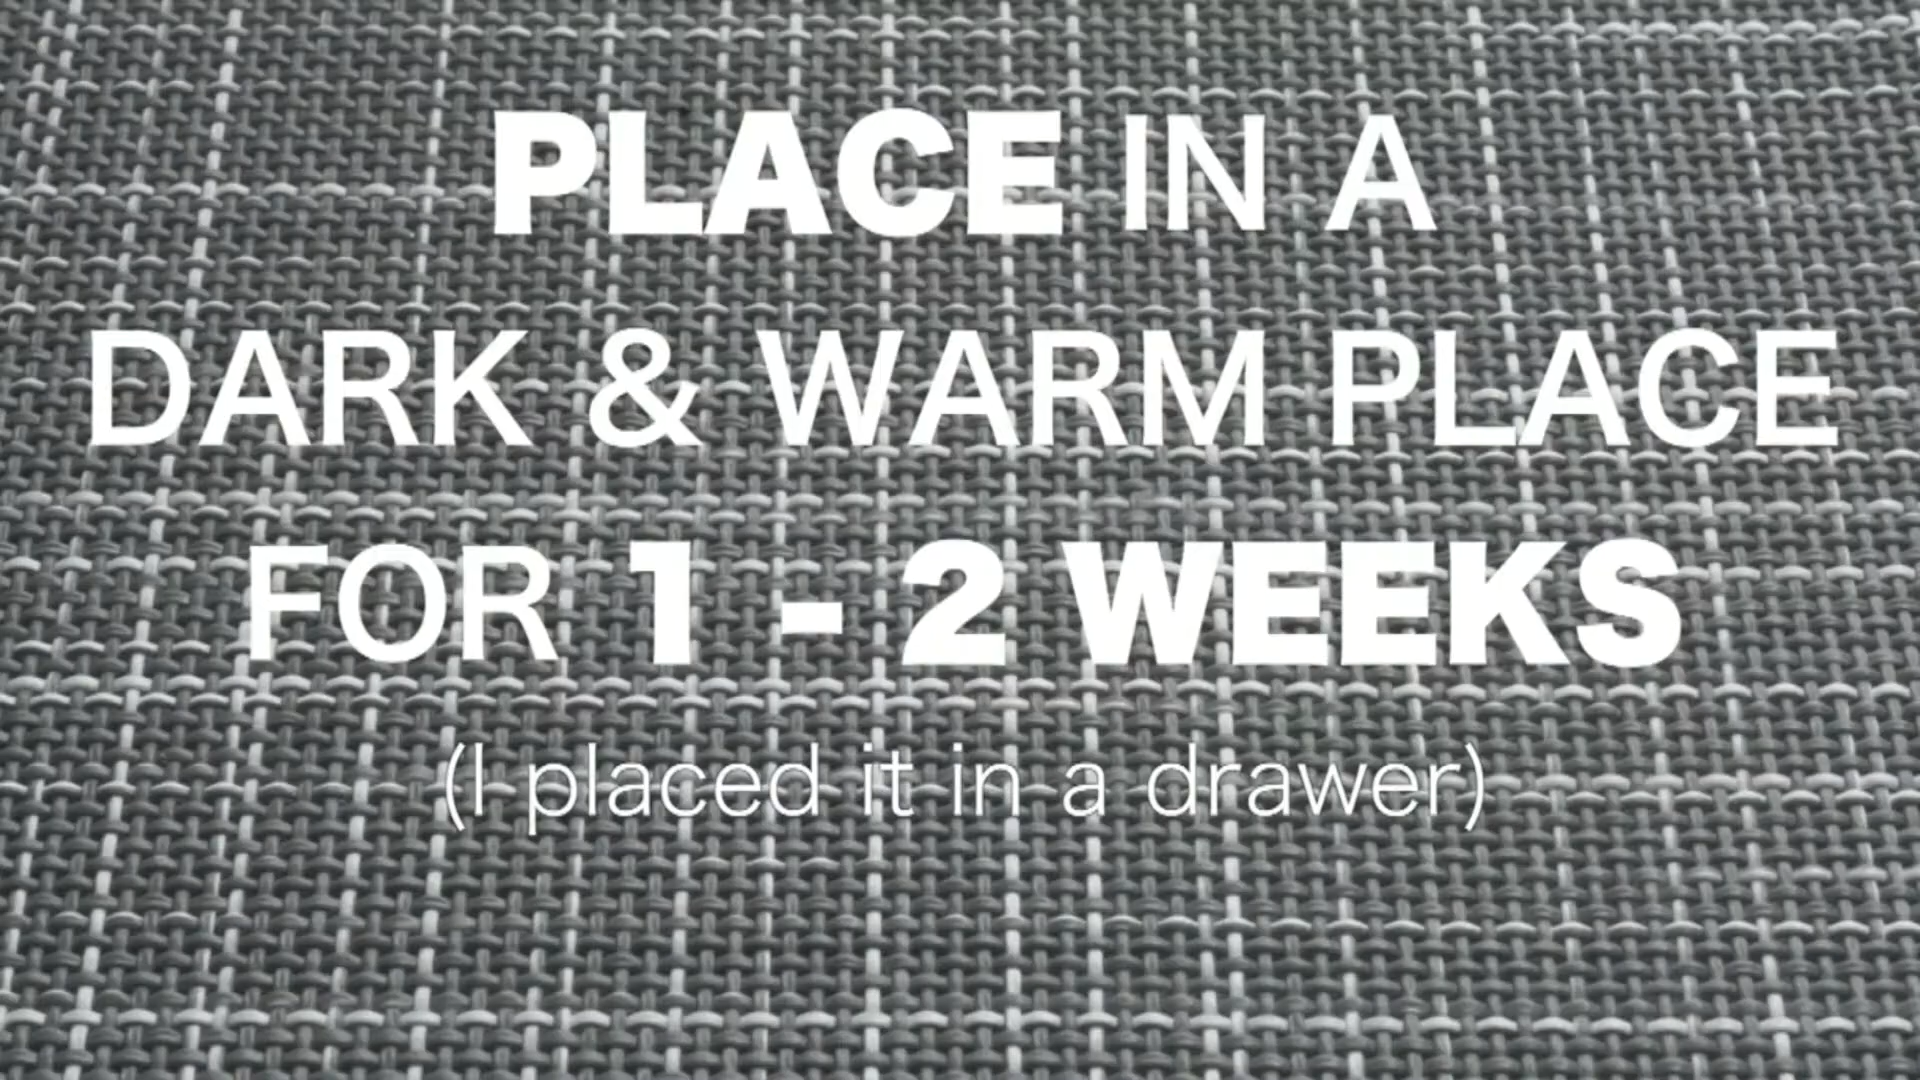 PLACE IN A
DARK & WARM PLACE
FOR 1 - 2 WEEKS
(I placed it in a drawer)